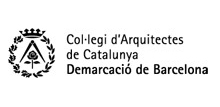 Col·legi d'Arquitectes
de Catalunya
Demarcació de Barcelona